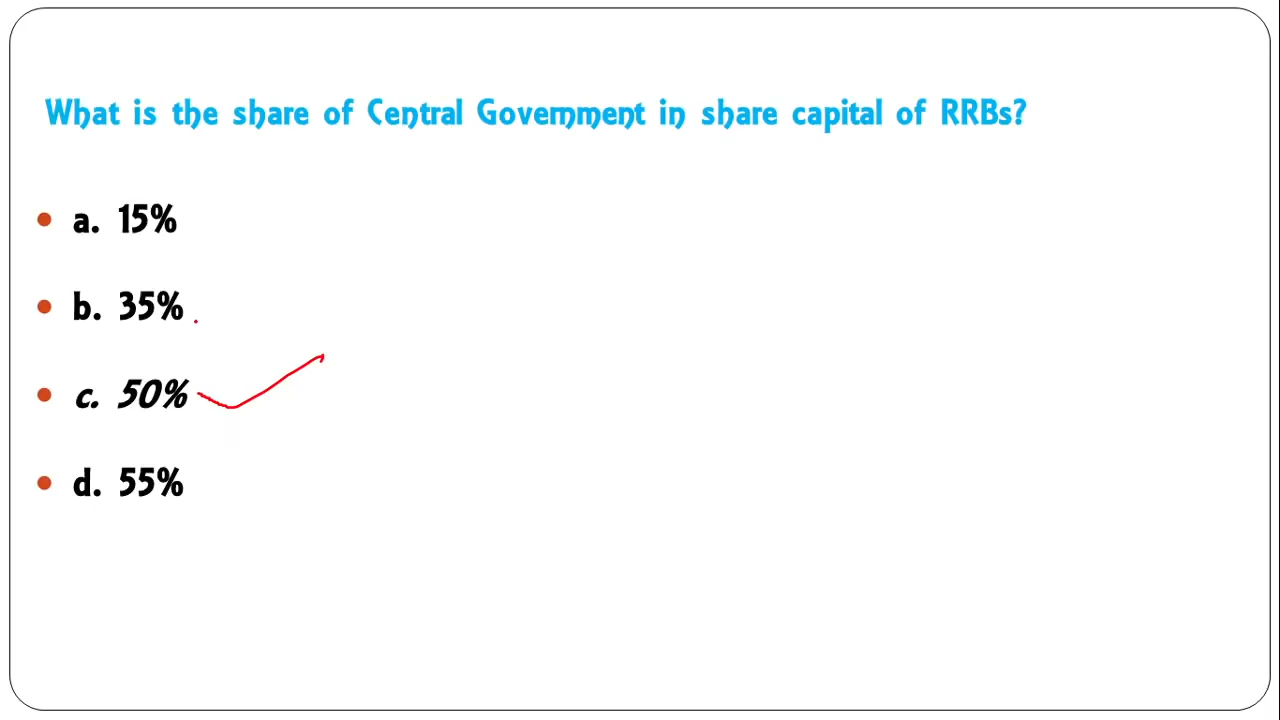 What is the share of Central Government in share capital of RRBs?
• a. 15%
• b. 35%
• c. 50%
• d. 55%